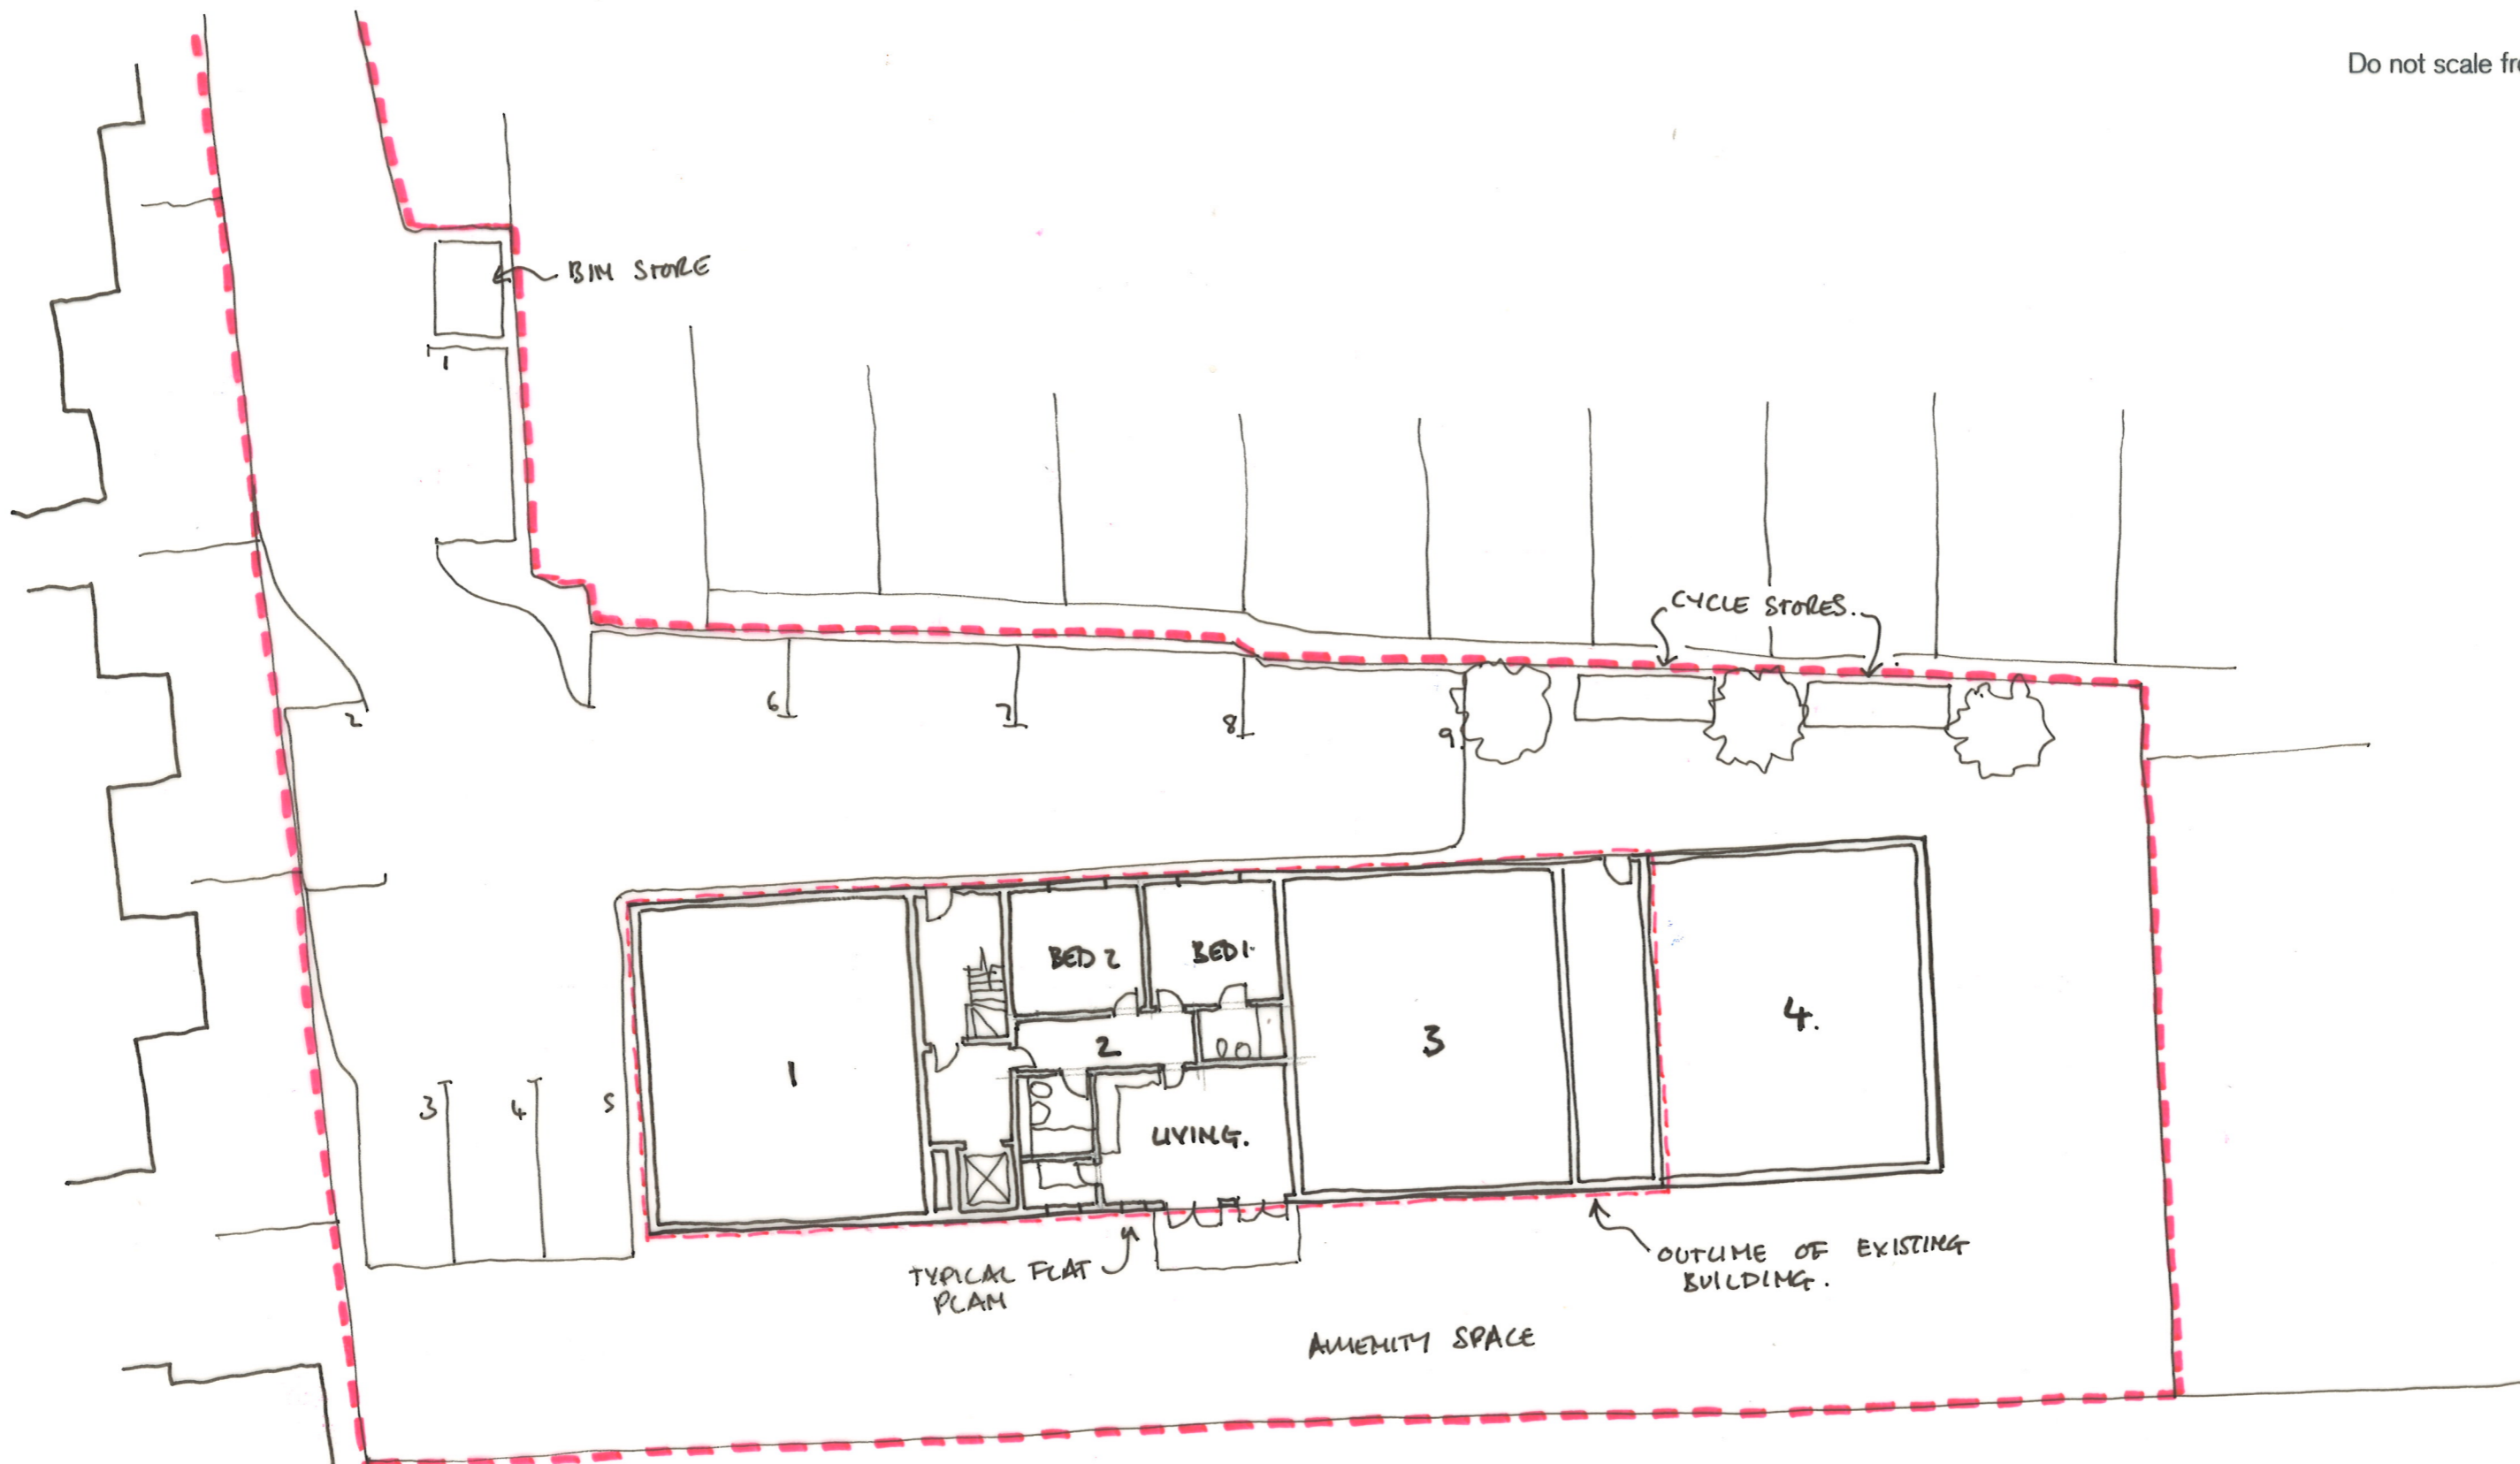 Do not scale fr
BIN STORE
1
CYCLE STORES.
2
6
7
8
9.
BED 2
BED 1.
1
2
3
4.
3
4
5
LIVING.
TYPICAL FLAT
PLAN
OUTLINE OF EXISTING
BUILDING.
AMENITY SPACE